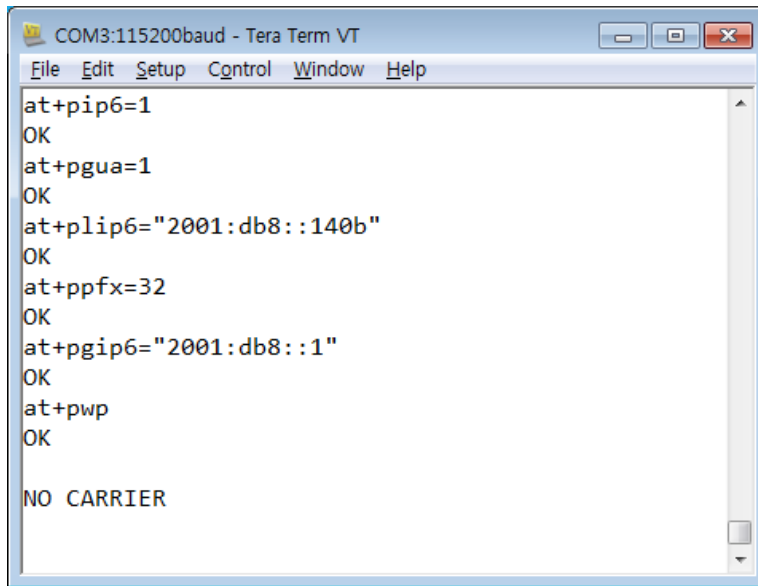 COM3:115200baud - Tera Term VT
File Edit Setup Control Window Help
at+pip6=1
OK
at+pgua=1
OK
at+plip6="2001:db8::140b"
OK
at+ppfx=32
OK
at+pgip6="2001:db8::1"
OK
at+pwp
OK
NO CARRIER